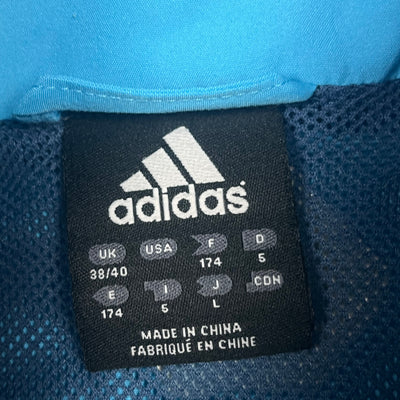 adidas
UK USA F D
38/40 174 5
E I J CDN
174 5 L
MADE IN CHINA
FABRIQUÉ EN CHINE